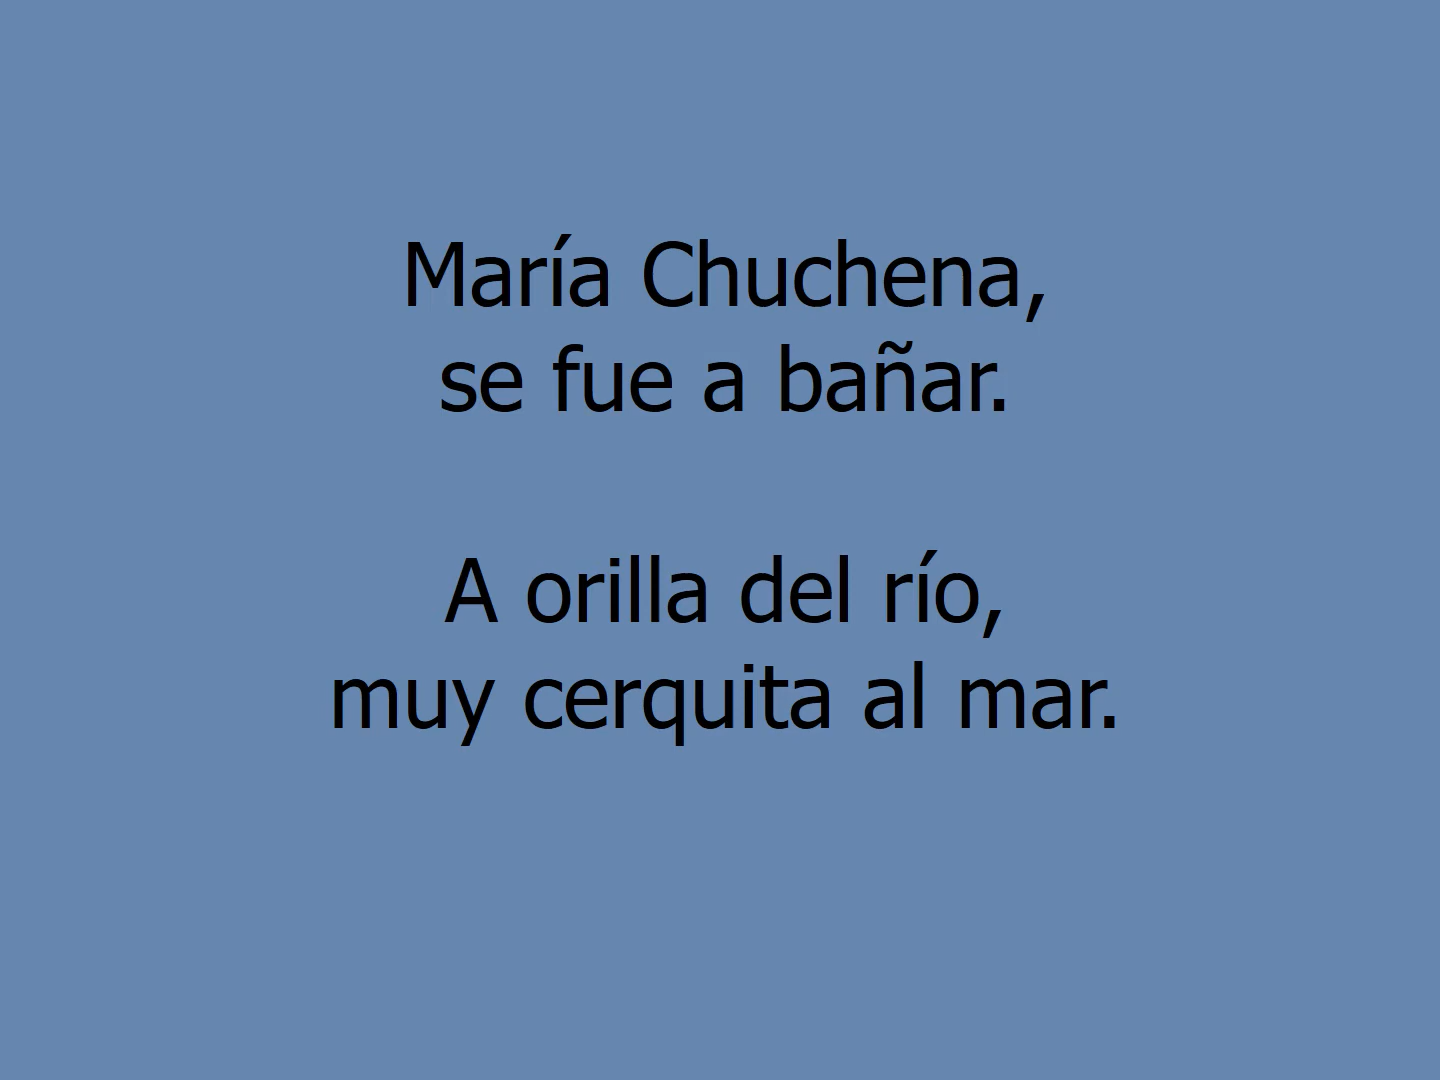 María Chuchena,
se fue a bañar.
A orilla del río,
muy cerquita al mar.